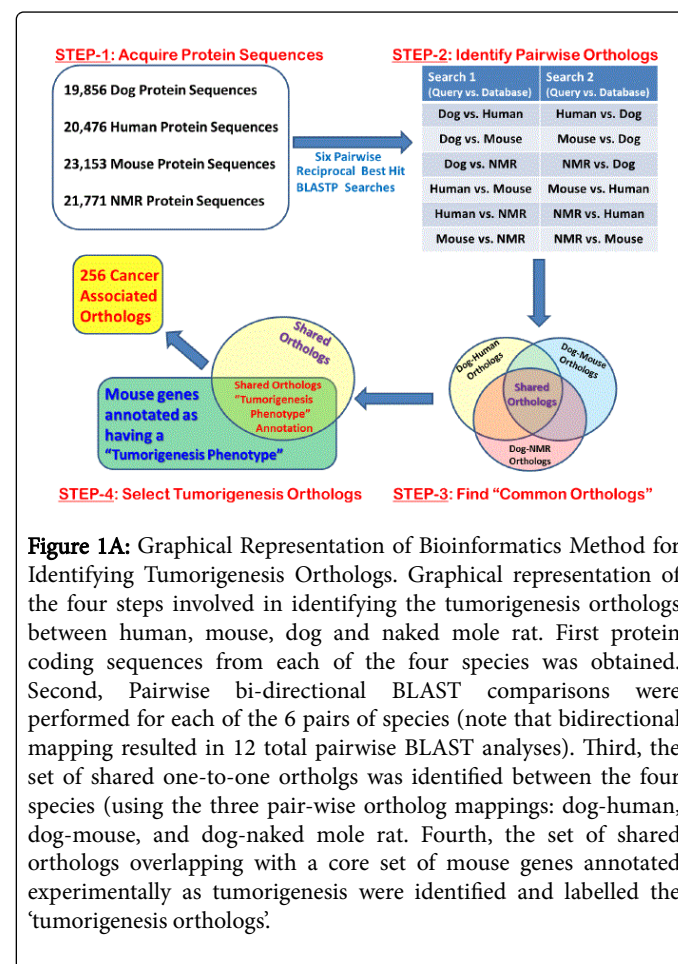 STEP-1: Acquire Protein Sequences
19,856 Dog Protein Sequences
20,476 Human Protein Sequences
23,153 Mouse Protein Sequences
21,771 NMR Protein Sequences
Six Pairwise
Reciprocal Best Hit
BLASTP Searches
STEP-2: Identify Pairwise Orthologs
Search 1
(Query vs. Database)
Search 2
(Query vs. Database)
Dog vs. Human
Human vs. Dog
Dog vs. Mouse
Mouse vs. Dog
Dog vs. NMR
NMR vs. Dog
Human vs. Mouse
Mouse vs. Human
Human vs. NMR
NMR vs. Human
Mouse vs. NMR
NMR vs. Mouse
Dog-Human
Orthologs
Dog-Mouse
Orthologs
Shared
Orthologs
Dog-NMR
Orthologs
STEP-3: Find “Common Orthologs”
256 Cancer
Associated
Orthologs
Shared
Orthologs
Shared Orthologs
“Tumorigenesis
Phenotype”
Annotation
Mouse genes
annotated as
having a
“Tumorigenesis Phenotype”
STEP-4: Select Tumorigenesis Orthologs
Figure 1A: Graphical Representation of Bioinformatics Method for
Identifying Tumorigenesis Orthologs. Graphical representation of
the four steps involved in identifying the tumorigenesis orthologs
between human, mouse, dog and naked mole rat. First protein
coding sequences from each of the four species was obtained.
Second, Pairwise bi-directional BLAST comparisons were
performed for each of the 6 pairs of species (note that bidirectional
mapping resulted in 12 total pairwise BLAST analyses). Third, the
set of shared one-to-one ortholgs was identified between the four
species (using the three pair-wise ortholog mappings: dog-human,
dog-mouse, and dog-naked mole rat. Fourth, the set of shared
orthologs overlapping with a core set of mouse genes annotated
experimentally as tumorigenesis were identified and labelled the
‘tumorigenesis orthologs’.